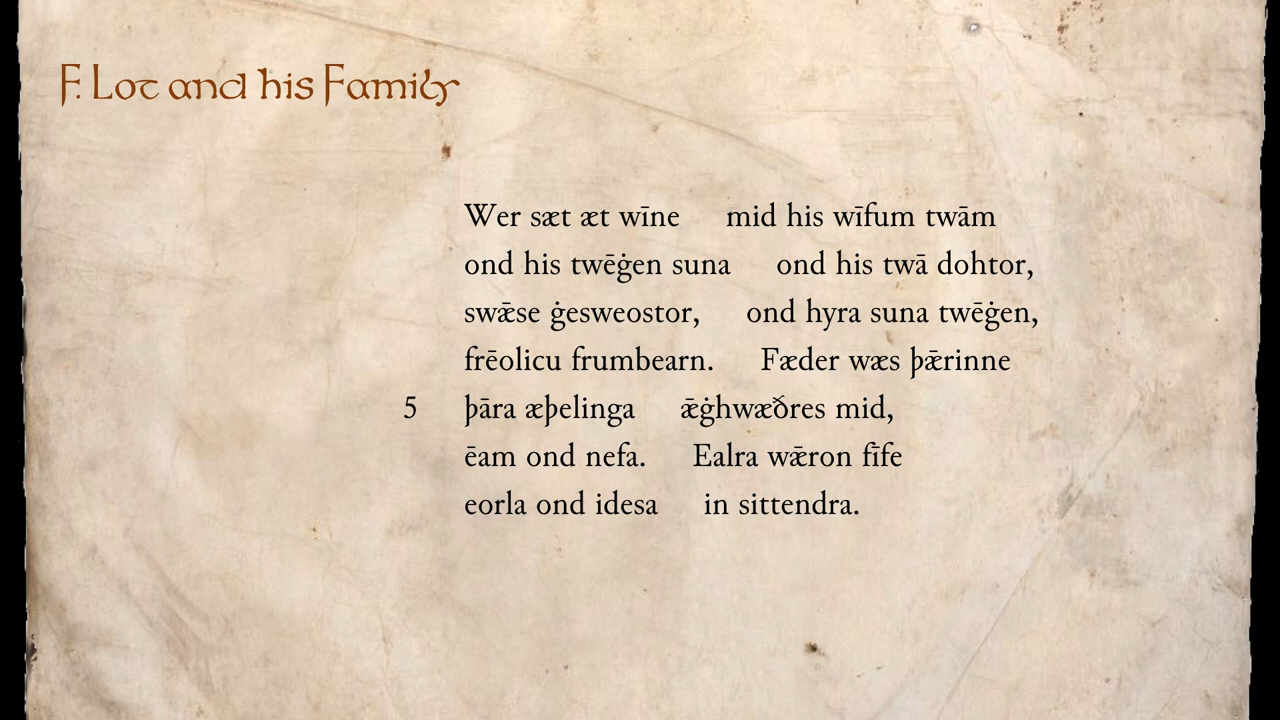 F. Lot and his Family
Wer sæt æt wīne mid his wīfum twām
ond his twēġen suna ond his twā dohtor,
swǣse ġesweostor, ond hyra suna twēġen,
frēolicu frumbearn. Fæder wæs þǣrinne
5 þāra æþelinga ǣġhwæðres mid,
ēam ond nefa. Ealra wǣron fīfe
eorla ond idesa in sittendra.